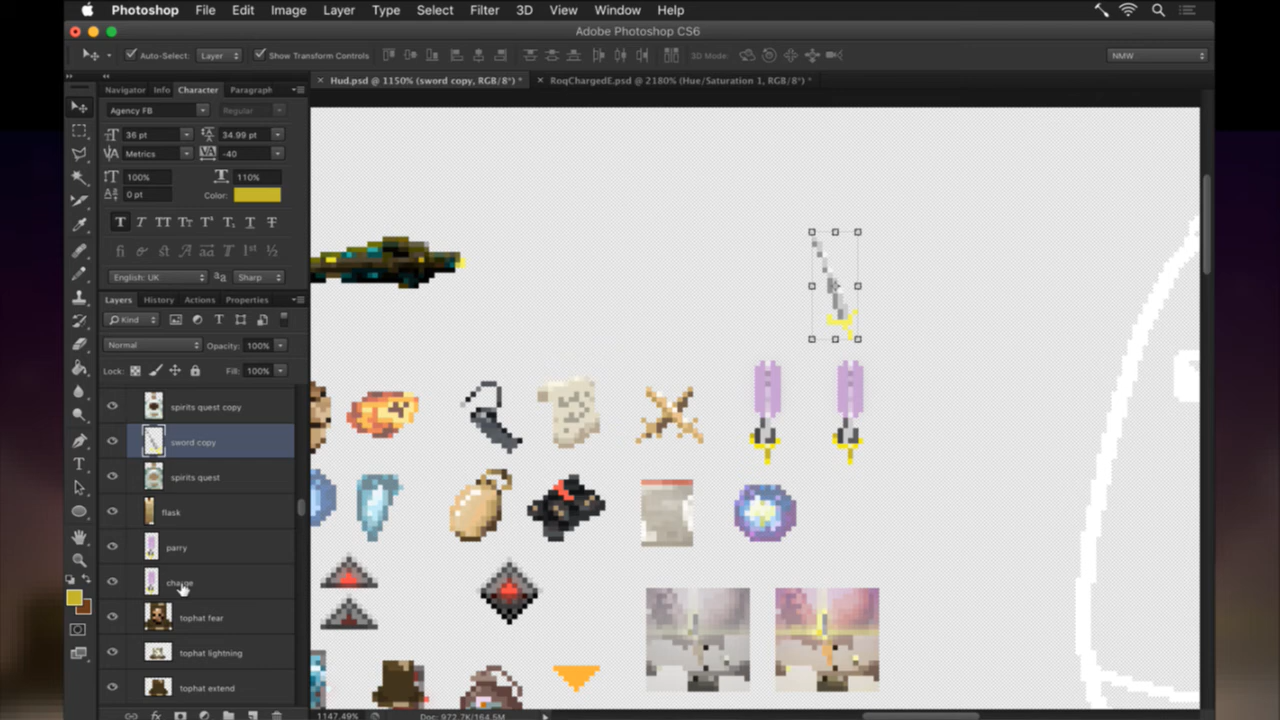 Photoshop File Edit Image Layer Type Select Filter 3D View Window Help
Adobe Photoshop CS6
Auto-Select: Layer Show Transform Controls 3D Mode: NMW
Hud.psd @ 1150% (sword copy, RGB/8*) * RoqChargedE.psd @ 2180% (Hue/Saturation 1, RGB/8*) *
Navigator Info Character Paragraph
Agency FB Regular
36 pt 34.99 pt
Metrics -40
100% 110%
0 pt Color:
English: UK aa Sharp
Layers History Actions Properties
Kind
Normal Opacity: 100%
Lock: Fill: 100%
spirits quest copy
sword copy
spirits quest
flask
parry
charge
tophat fear
tophat lightning
tophat extend
1147.49% Doc: 972.7K/164.5M